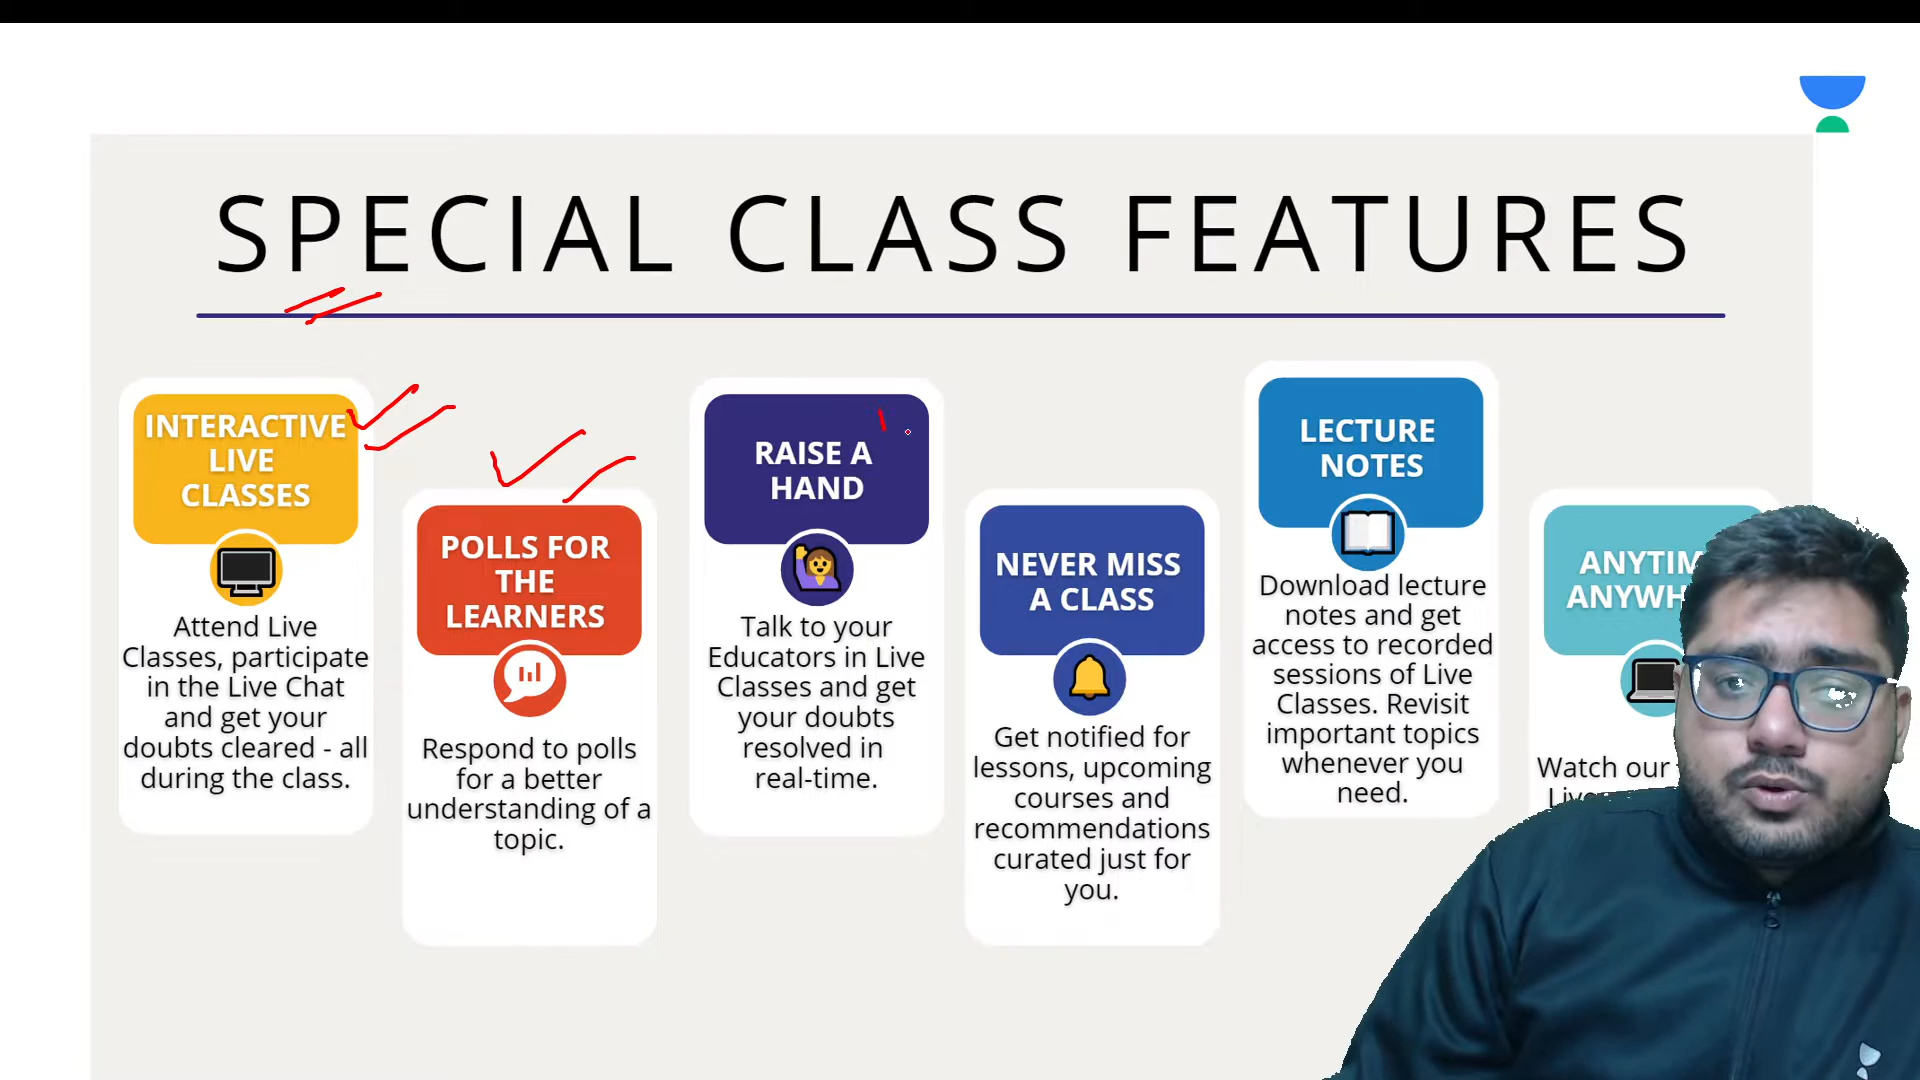 SPECIAL CLASS FEATURES
INTERACTIVE
LIVE
CLASSES
Attend Live
Classes, participate
in the Live Chat
and get your
doubts cleared - all
during the class.
POLLS FOR
THE
LEARNERS
Respond to polls
for a better
understanding of a
topic.
RAISE A
HAND
Talk to your
Educators in Live
Classes and get
your doubts
resolved in
real-time.
NEVER MISS
A CLASS
Get notified for
lessons, upcoming
courses and
recommendations
curated just for
you.
LECTURE
NOTES
Download lecture
notes and get
access to recorded
sessions of Live
Classes. Revisit
important topics
whenever you
need.
Watch our